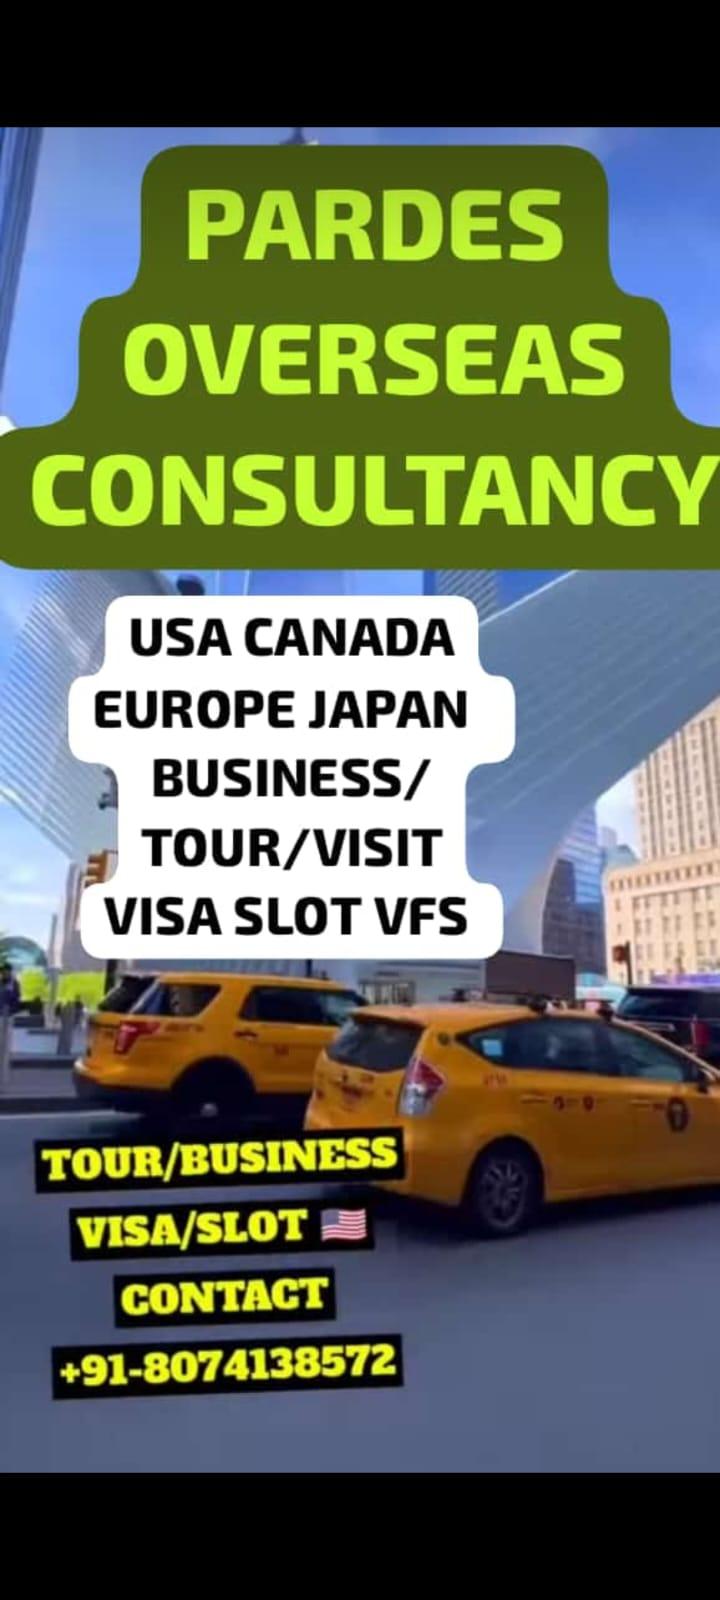 PARDES
OVERSEAS
CONSULTANCY
USA CANADA
EUROPE JAPAN
BUSINESS/
TOUR/VISIT
VISA SLOT VFS
TOUR/BUSINESS
VISA/SLOT 🇺🇸
CONTACT
+91-8074138572